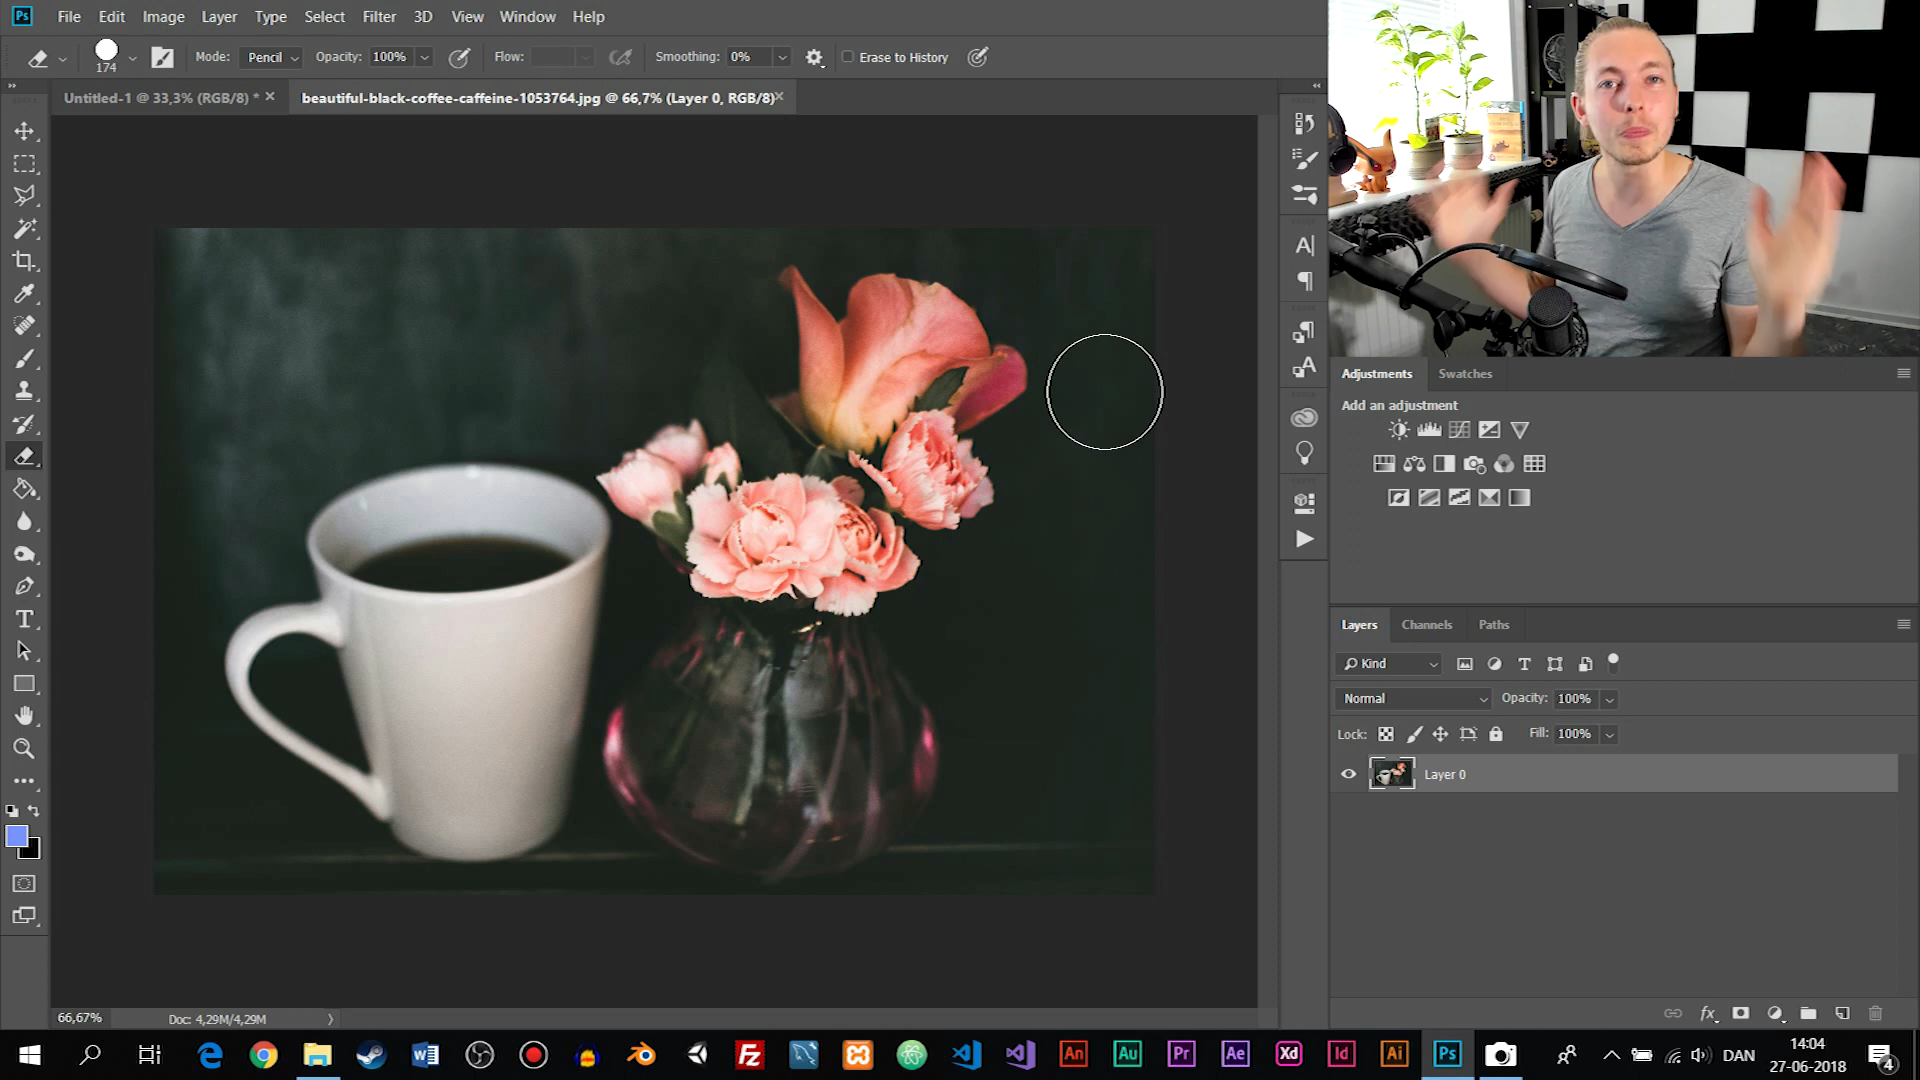 Ps File Edit Image Layer Type Select Filter 3D View Window Help
174 Mode: Pencil Opacity: 100% Flow: Smoothing: 0% Erase to History
Untitled-1 @ 33,3% (RGB/8) *
beautiful-black-coffee-caffeine-1053764.jpg @ 66,7% (Layer 0, RGB/8)
Adjustments Swatches
Add an adjustment
Layers Channels Paths
Kind
Normal Opacity: 100%
Lock: Fill: 100%
Layer 0
66,67% Doc: 4,29M/4,29M
An Au Pr Ae Xd Id Ai Ps DAN 14:04
27-06-2018 4